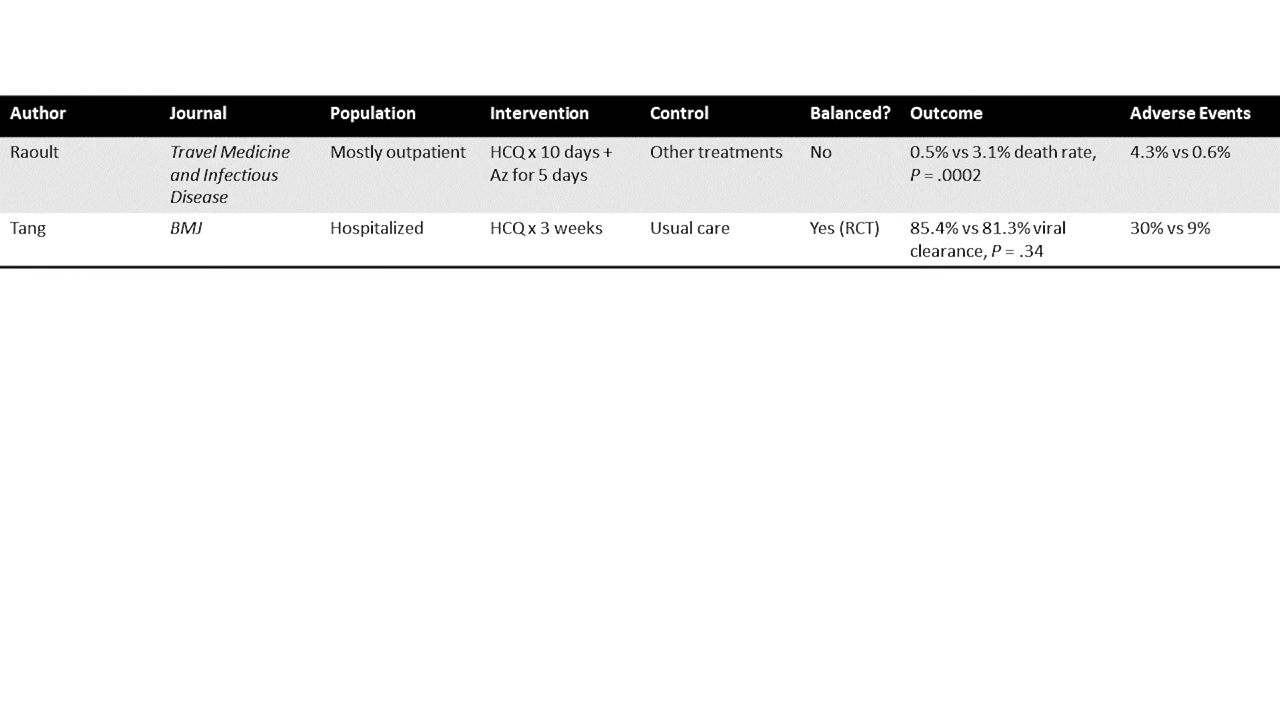 Author Journal Population Intervention Control Balanced? Outcome Adverse Events
Raoult Travel Medicine Mostly outpatient HCQ x 10 days + Other treatments No 0.5% vs 3.1% death rate, 4.3% vs 0.6%
and Infectious Az for 5 days P = .0002
Disease
Tang BMJ Hospitalized HCQ x 3 weeks Usual care Yes (RCT) 85.4% vs 81.3% viral 30% vs 9%
clearance, P = .34